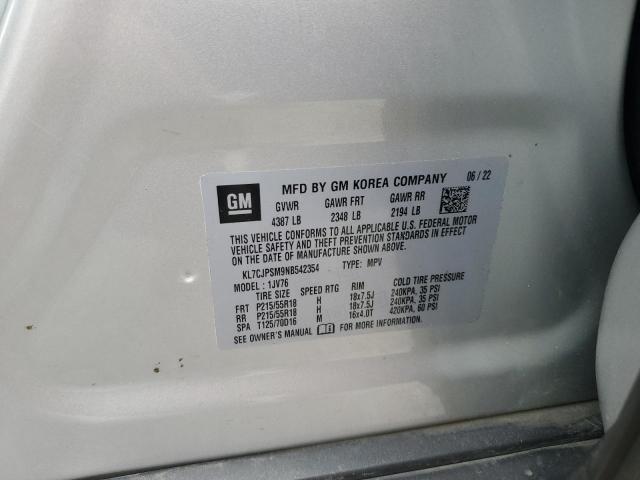 GM
MFD BY GM KOREA COMPANY 06 / 22
GVWR GAWR FRT GAWR RR
4387 LB 2348 LB 2194 LB
THIS VEHICLE CONFORMS TO ALL APPLICABLE U.S. FEDERAL MOTOR
VEHICLE SAFETY AND THEFT PREVENTION STANDARDS IN EFFECT
ON THE DATE OF MANUFACTURE SHOWN ABOVE.
KL7CJPSM9NB542354 TYPE: MPV
MODEL : 1JV76
TIRE SIZE SPEED RTG RIM COLD TIRE PRESSURE
FRT P215/55R18 H 18x7.5J 240KPA, 35 PSI
RR P215/55R18 H 18x7.5J 240KPA, 35 PSI
SPA T125/70D16 M 16x4.0T 420KPA, 60 PSI
SEE OWNER'S MANUAL FOR MORE INFORMATION.